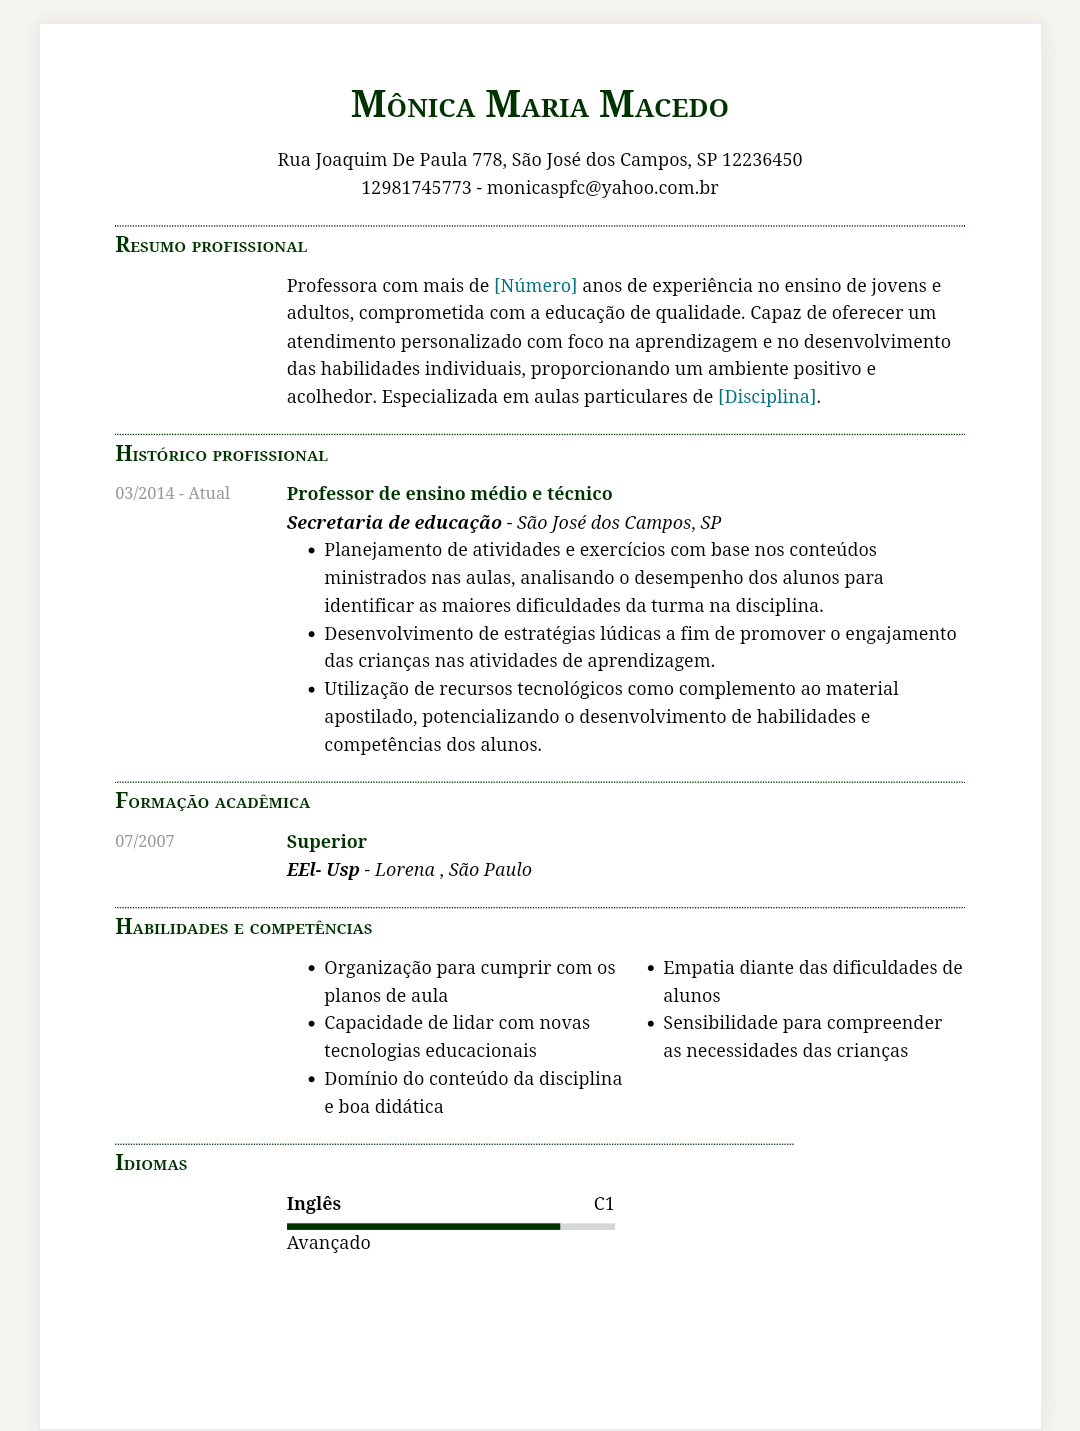 Mônica Maria Macedo
Rua Joaquim De Paula 778, São José dos Campos, SP 12236450
12981745773 - monicaspfc@yahoo.com.br
Resumo profissional
Professora com mais de [Número] anos de experiência no ensino de jovens e
adultos, comprometida com a educação de qualidade. Capaz de oferecer um
atendimento personalizado com foco na aprendizagem e no desenvolvimento
das habilidades individuais, proporcionando um ambiente positivo e
acolhedor. Especializada em aulas particulares de [Disciplina].
Histórico profissional
03/2014 - Atual
Professor de ensino médio e técnico
Secretaria de educação - São José dos Campos, SP
• Planejamento de atividades e exercícios com base nos conteúdos
ministrados nas aulas, analisando o desempenho dos alunos para
identificar as maiores dificuldades da turma na disciplina.
• Desenvolvimento de estratégias lúdicas a fim de promover o engajamento
das crianças nas atividades de aprendizagem.
• Utilização de recursos tecnológicos como complemento ao material
apostilado, potencializando o desenvolvimento de habilidades e
competências dos alunos.
Formação acadêmica
07/2007
Superior
EEl- Usp - Lorena , São Paulo
Habilidades e competências
• Organização para cumprir com os
planos de aula
• Capacidade de lidar com novas
tecnologias educacionais
• Domínio do conteúdo da disciplina
e boa didática
• Empatia diante das dificuldades de
alunos
• Sensibilidade para compreender
as necessidades das crianças
Idiomas
Inglês C1
Avançado